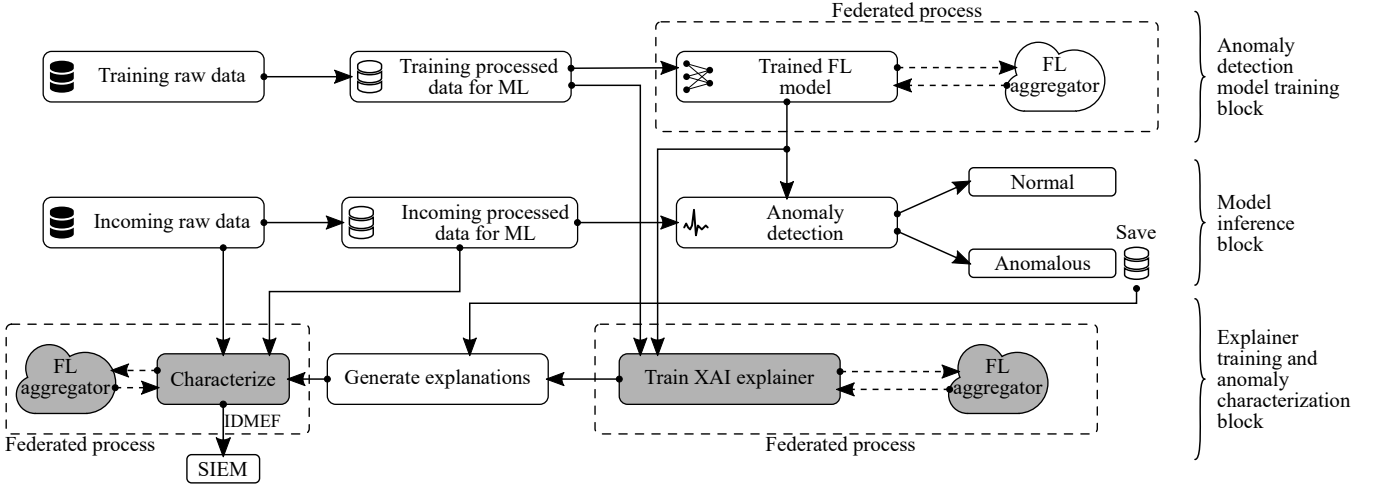 Federated process
Training raw data
Training processed
data for ML
Trained FL
model
FL
aggregator
Anomaly
detection
model training
block
Incoming raw data
Incoming processed
data for ML
Anomaly
detection
Normal
Anomalous
Save
Model
inference
block
FL
aggregator
Characterize
Generate explanations
Train XAI explainer
FL
aggregator
Explainer
training and
anomaly
characterization
block
IDMEF
Federated process
Federated process
SIEM